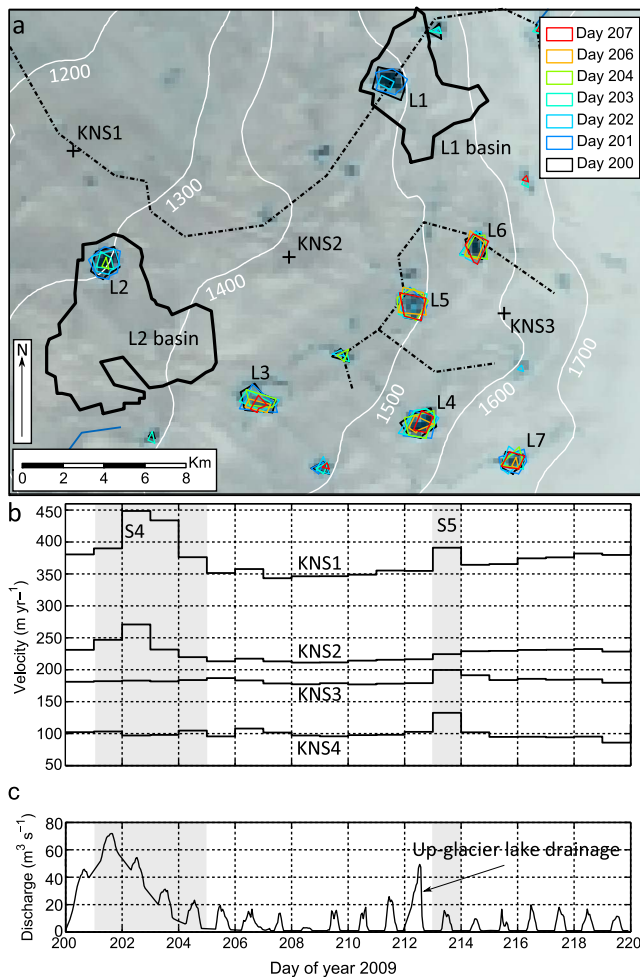 a
Day 207
Day 206
Day 204
Day 203
Day 202
Day 201
Day 200
1200
L1
KNS1
L1 basin
1300
L6
KNS2
L2
L5
1400
KNS3
L2 basin
N
L3
1500
L4
1600
1700
L7
Km
0 2 4 6 8
b
450
400
350
300
250
200
150
100
50
Velocity (m yr⁻¹)
S4
S5
KNS1
KNS2
KNS3
KNS4
c
80
60
40
20
0
Discharge (m³ s⁻¹)
Up-glacier lake drainage
200 202 204 206 208 210 212 214 216 218 220
Day of year 2009